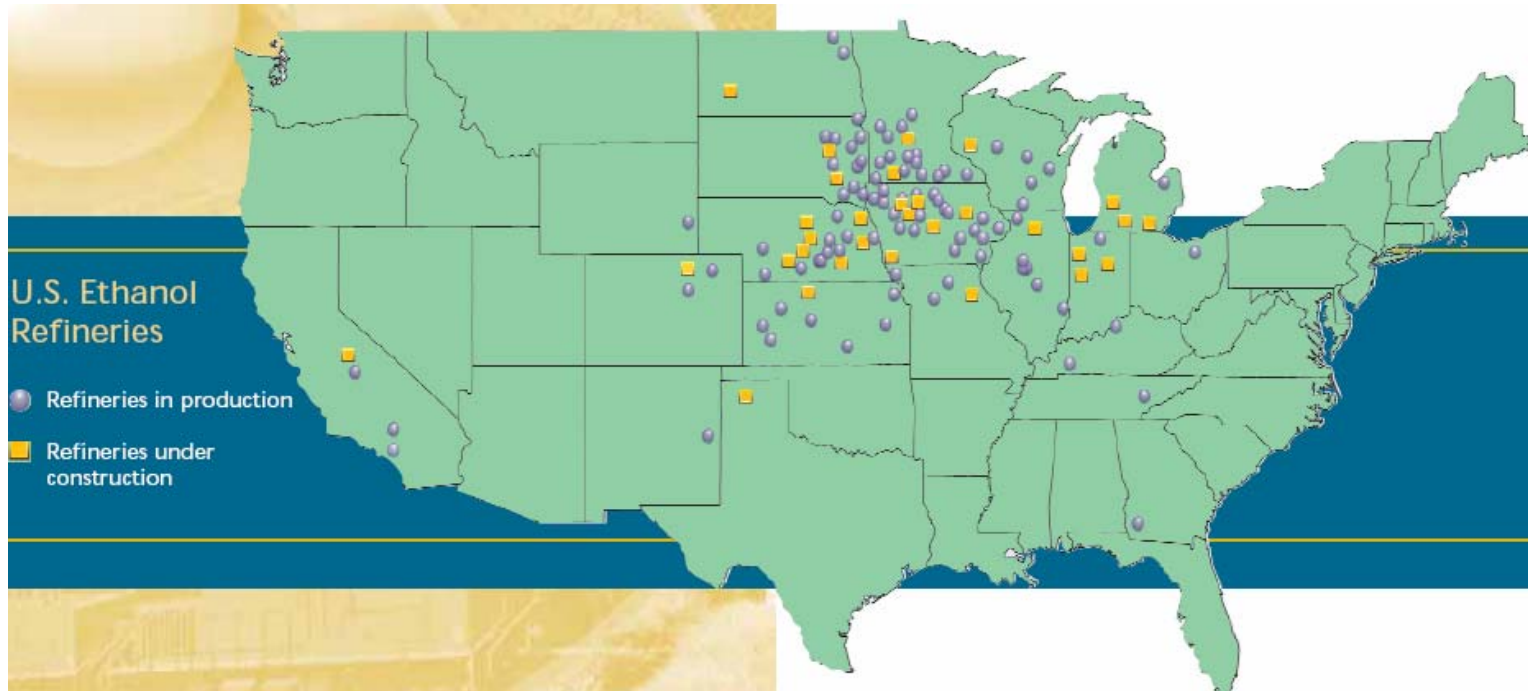 U.S. Ethanol
Refineries
Refineries in production
Refineries under
construction